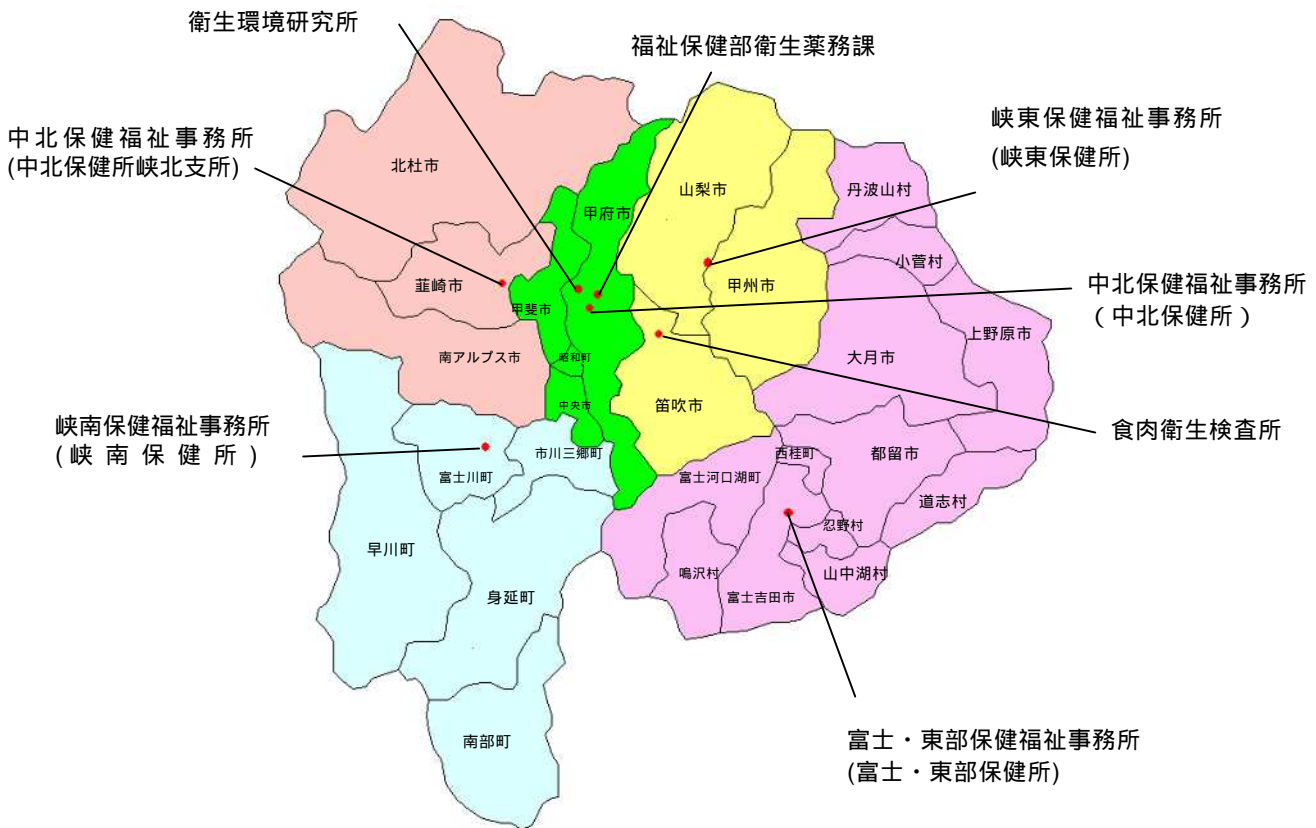 衛生環境研究所
福祉保健部衛生薬務課
中北保健福祉事務所
(中北保健所峡北支所)
峡東保健福祉事務所
(峡東保健所)
北杜市
山梨市
丹波山村
甲府市
小菅村
韮崎市
甲斐市
甲州市
中北保健福祉事務所
(中北保健所)
上野原市
南アルプス市
昭和町
大月市
中央市
笛吹市
峡南保健福祉事務所
(峡南保健所)
食肉衛生検査所
市川三郷町
西桂町
都留市
富士川町
富士河口湖町
道志村
忍野村
早川町
鳴沢村
山中湖村
身延町
富士吉田市
南部町
富士・東部保健福祉事務所
(富士・東部保健所)